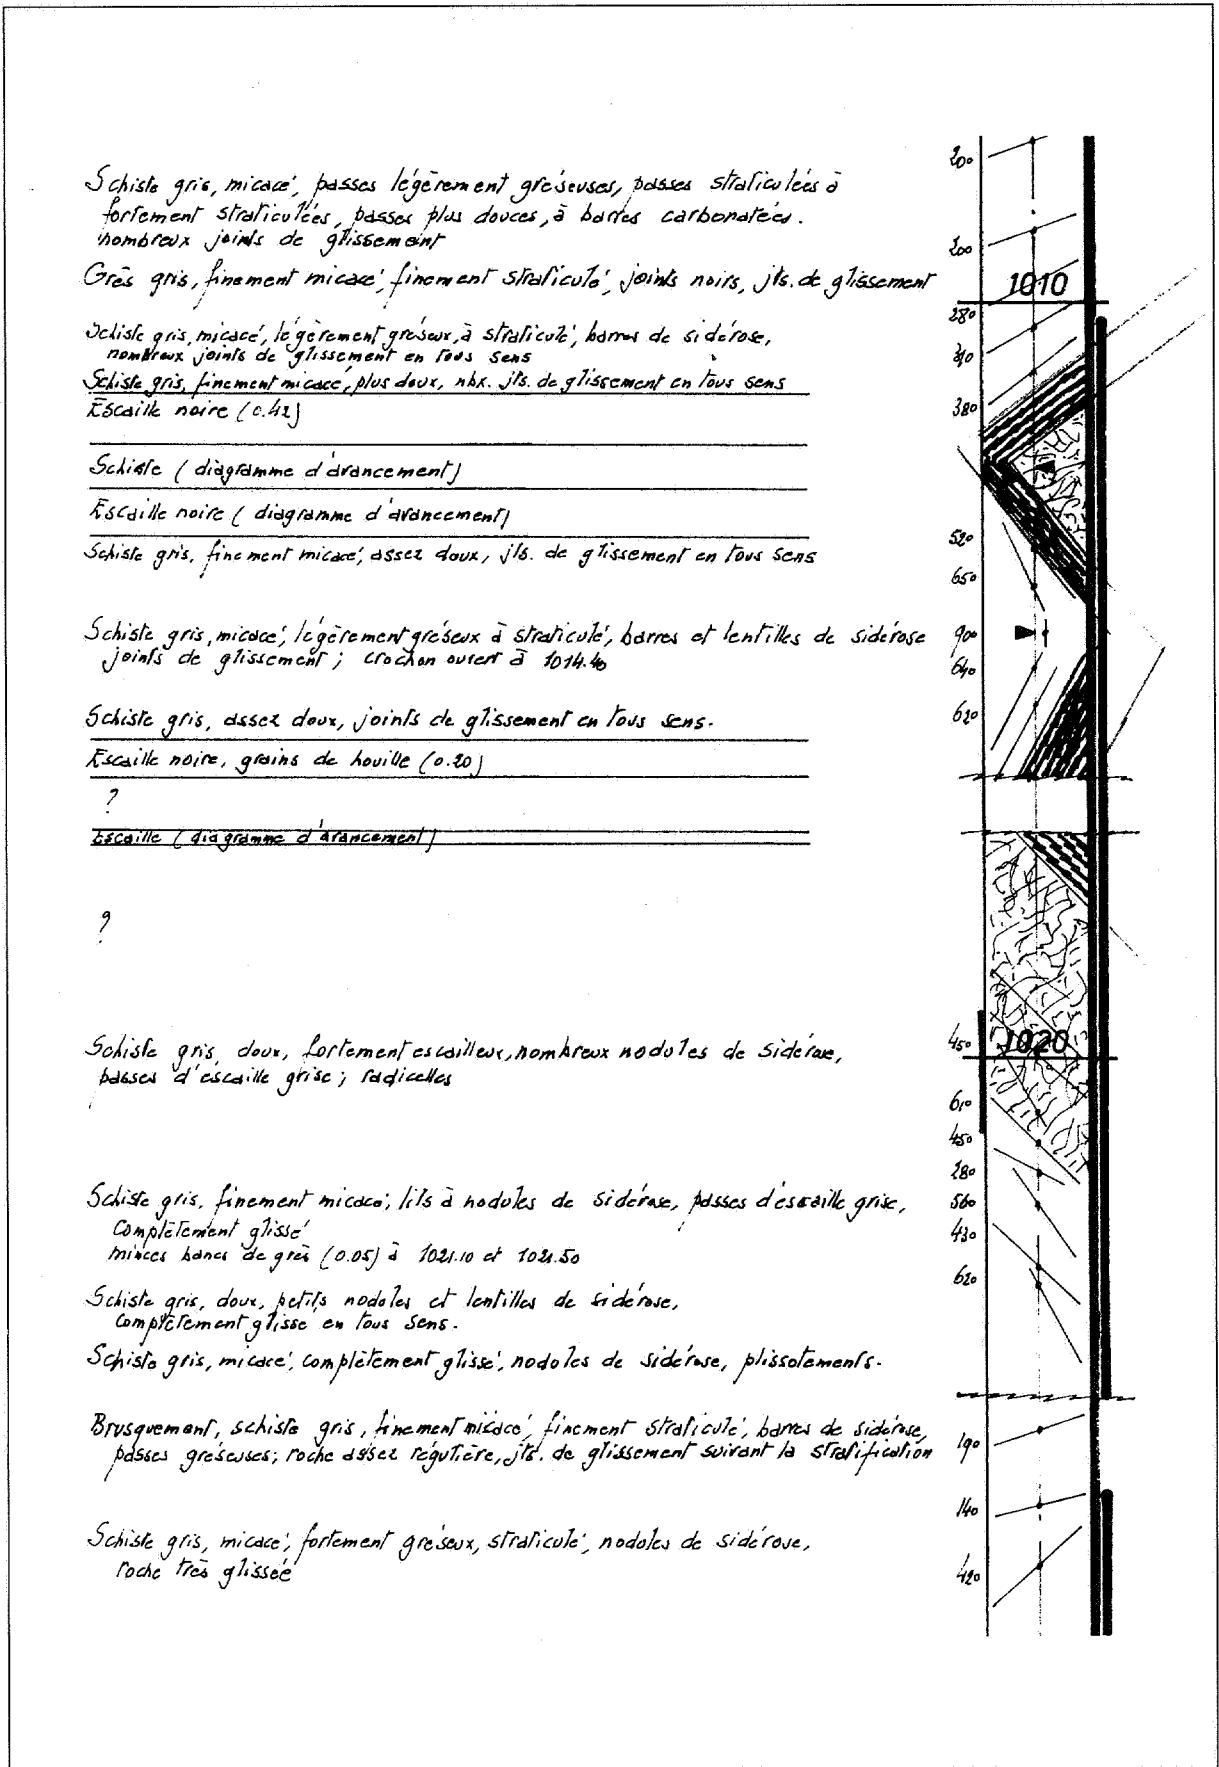 Schiste gris, micacé, passes légèrement gréseuses, passes straticulées à
fortement straticulées, passes plus douces, à barres carbonatées.
nombreux joints de glissement
20°
20°
Grès gris, finement micacé, finement straticulé, joints noirs, jts. de glissement
1010
28°
Schiste gris, micacé, légèrement gréseux, à straticulé, barres de sidérose,
nombreux joints de glissement en tous sens
31°
Schiste gris, finement micacé, plus doux, nbx. jts. de glissement en tous sens
38°
Escaille noire (0.42)
Schiste (diagramme d'avancement)
Escaille noire (diagramme d'avancement)
52°
Schiste gris, finement micacé, assez doux, jts. de glissement en tous sens
65°
Schiste gris, micacé, légèrement gréseux à straticulé, barres et lentilles de sidérose
joints de glissement; crochon ouvert à 1014.40
90°
64°
Schiste gris, assez doux, joints de glissement en tous sens.
62°
Escaille noire, grains de houille (0.20)
?
Escaille (diagramme d'avancement)
?
Schiste gris, doux, fortement escailleux, nombreux nodules de sidérose,
passes d'escaille grise; radicelles
45°
1020
61°
45°
28°
Schiste gris, finement micacé, lits à nodules de sidérose, passes d'escaille grise,
complètement glissé
minces bancs de grès (0.05) à 1021.10 et 1021.50
56°
43°
62°
Schiste gris, doux, petits nodules et lentilles de sidérose,
complètement glissé en tous sens.
Schiste gris, micacé, complètement glissé, nodules de sidérose, plissotements.
Brusquement, schiste gris, finement micacé, finement straticulé, barres de sidérose,
passes gréseuses; roche assez régulière, jts. de glissement suivant la stratification
19°
14°
Schiste gris, micacé, fortement gréseux, straticulé, nodules de sidérose,
roche très glissée
42°